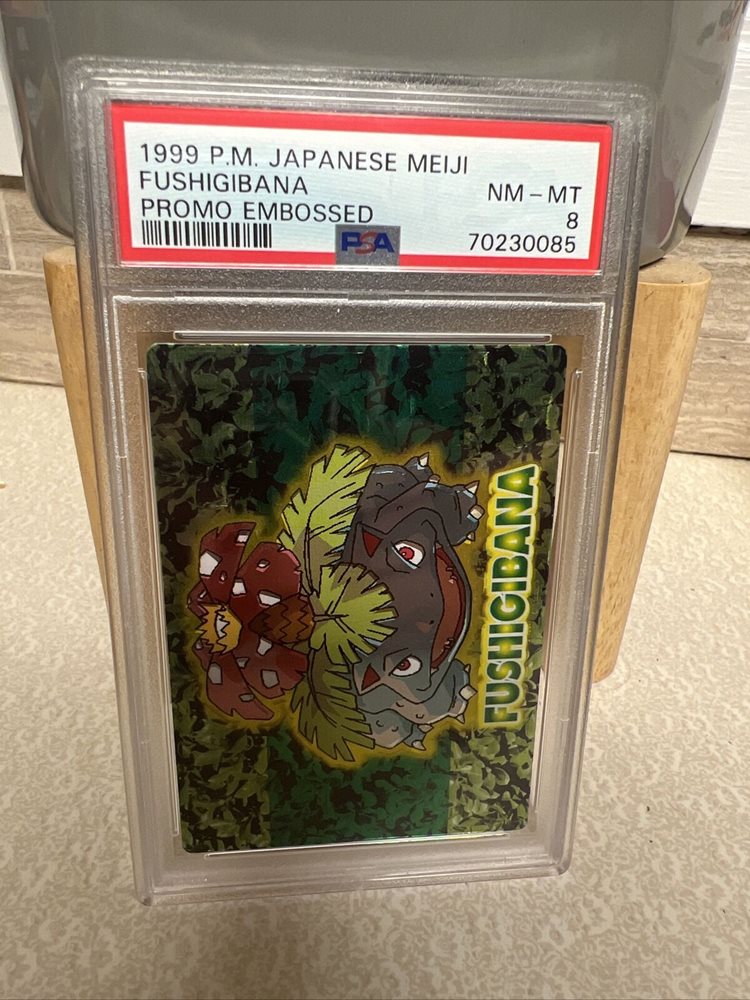 1999 P.M. JAPANESE MEIJI
FUSHIGIBANA NM - MT
PROMO EMBOSSED 8
PSA 70230085
FUSHIGIBANA